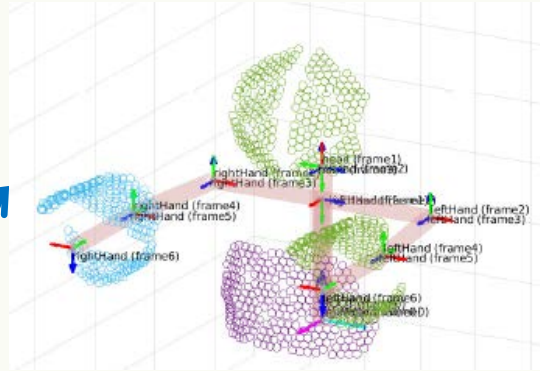 head (frame1)
rightHand (frame3)
leftHand (frame2)
leftHand (frame3)
rightHand (frame4)
rightHand (frame5)
leftHand (frame4)
leftHand (frame5)
rightHand (frame6)
leftHand (frame6)